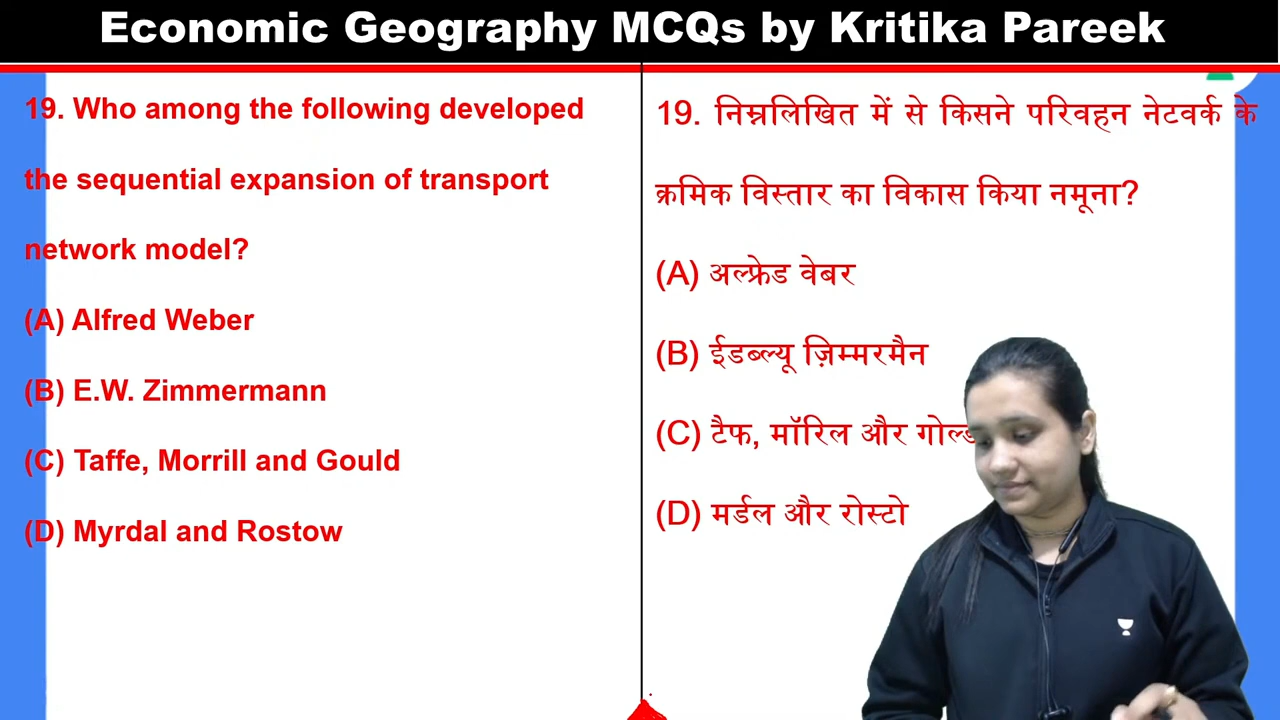 Economic Geography MCQs by Kritika Pareek
19. Who among the following developed
the sequential expansion of transport
network model?
(A) Alfred Weber
(B) E.W. Zimmermann
(C) Taffe, Morrill and Gould
(D) Myrdal and Rostow
19. निम्नलिखित में से किसने परिवहन नेटवर्क के
क्रमिक विस्तार का विकास किया नमूना?
(A) अल्फ्रेड वेबर
(B) ईडब्ल्यू ज़िम्मरमैन
(C) टैफ, मॉरिल और
(D) मर्डल और रोस्टो